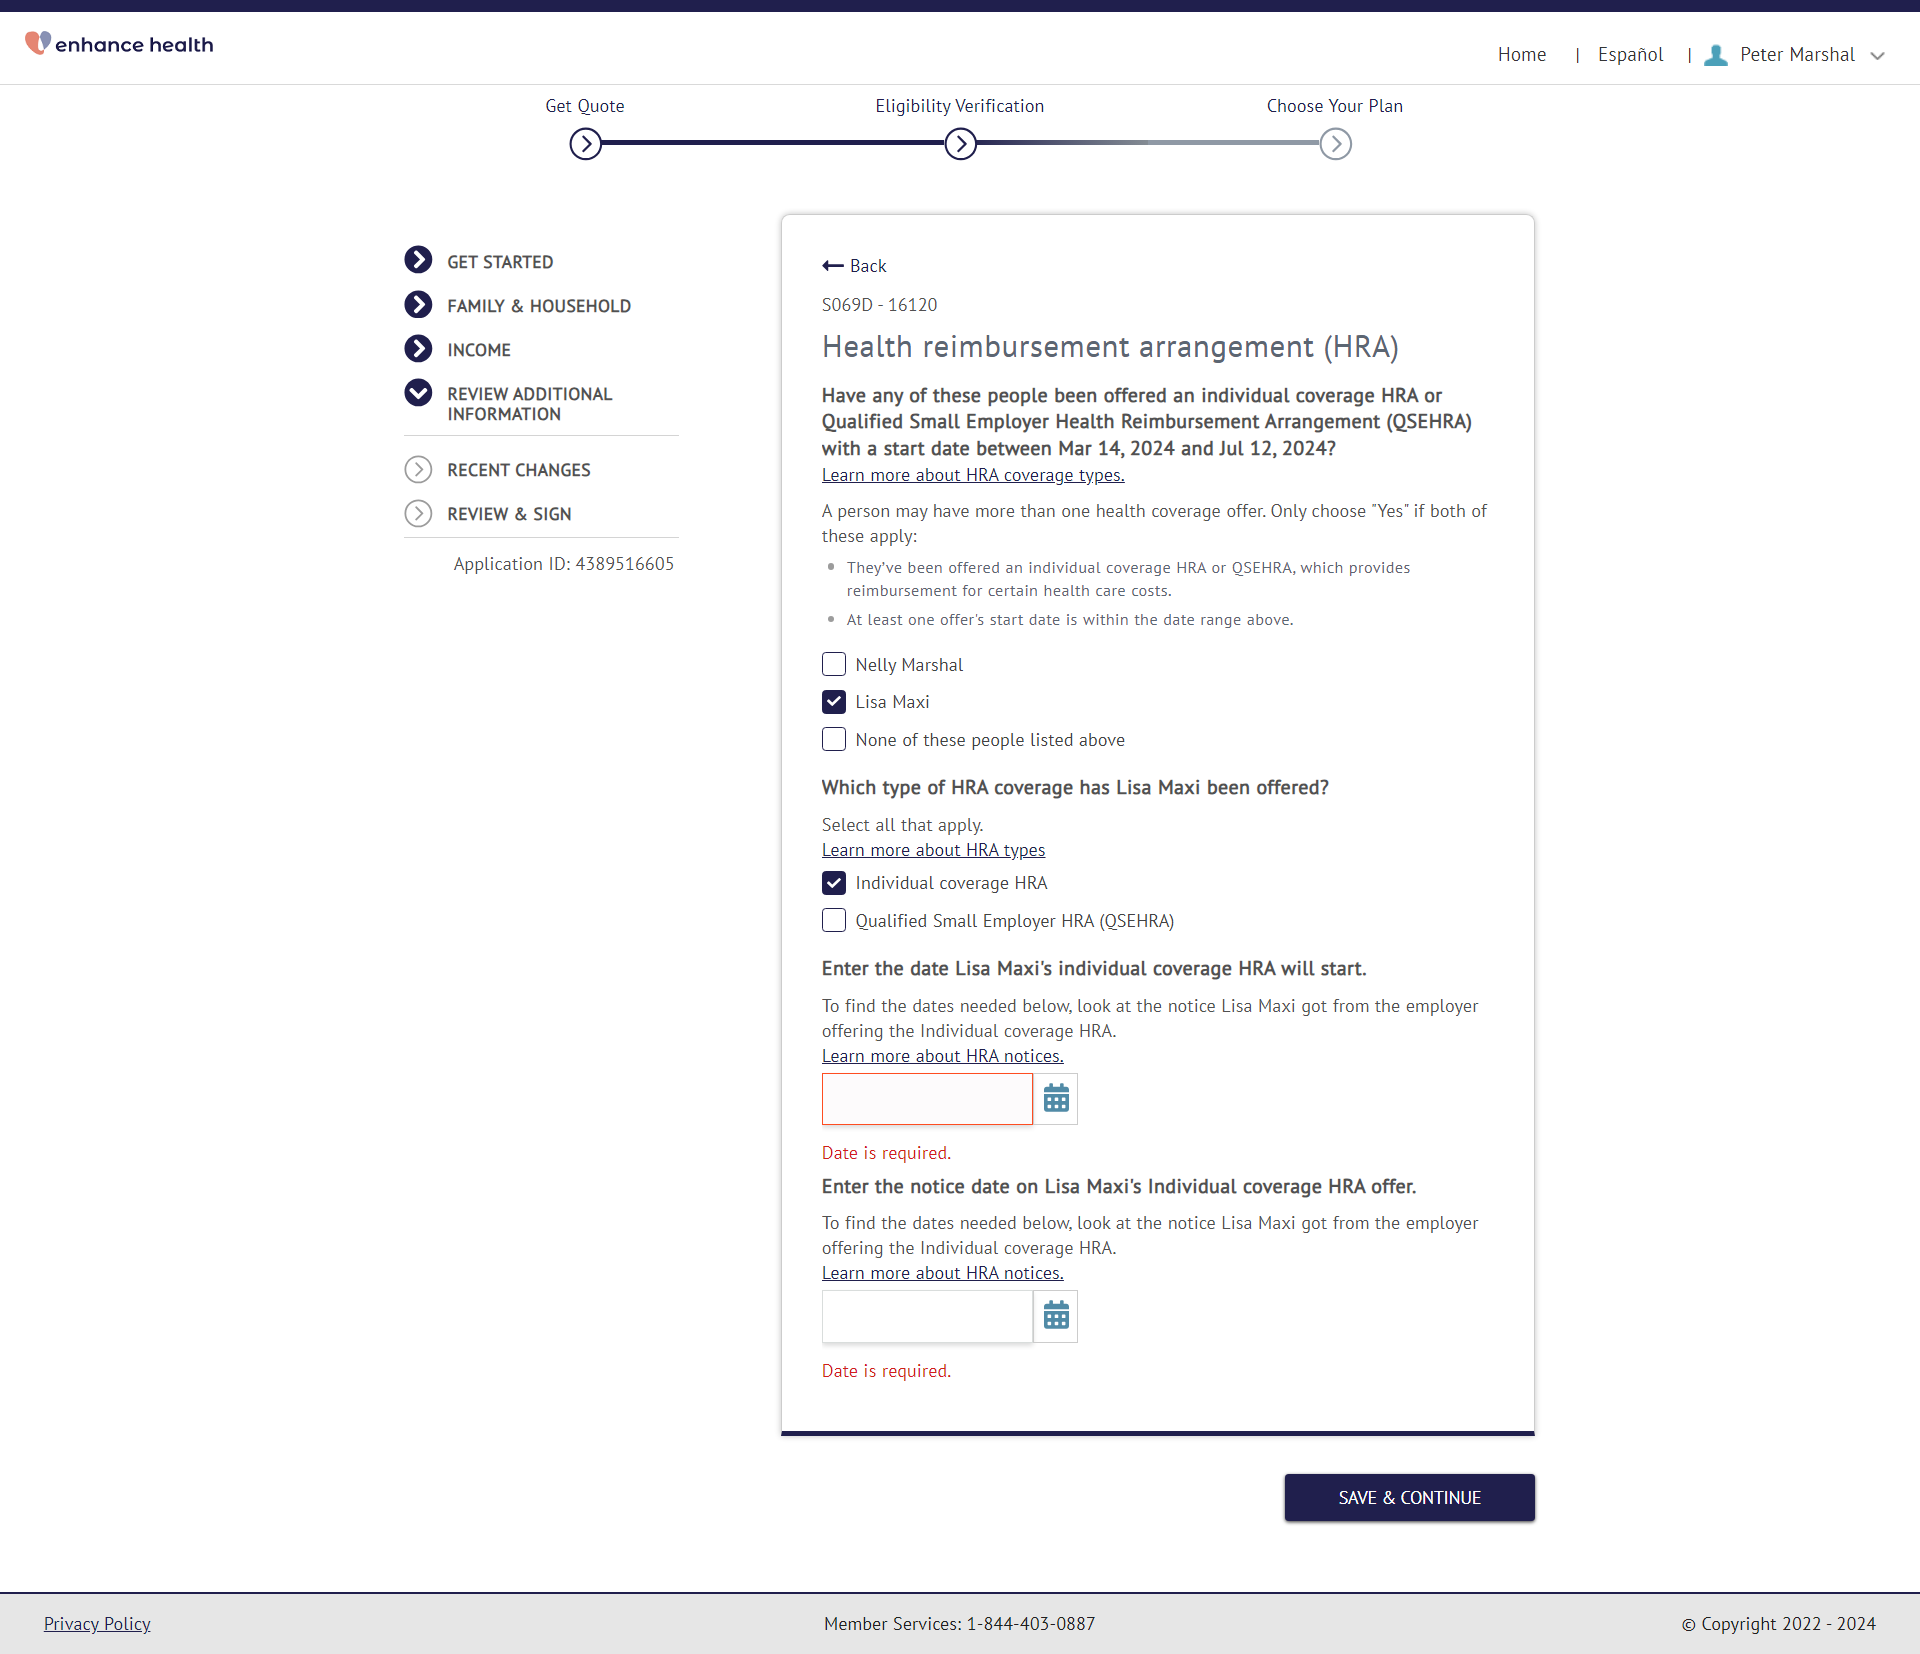 enhance health
Home | Español | Peter Marshal
Get Quote
Eligibility Verification
Choose Your Plan
GET STARTED
FAMILY & HOUSEHOLD
INCOME
REVIEW ADDITIONAL
INFORMATION
RECENT CHANGES
REVIEW & SIGN
Application ID: 4389516605
Back
S069D - 16120
Health reimbursement arrangement (HRA)
Have any of these people been offered an individual coverage HRA or
Qualified Small Employer Health Reimbursement Arrangement (QSEHRA)
with a start date between Mar 14, 2024 and Jul 12, 2024?
Learn more about HRA coverage types.
A person may have more than one health coverage offer. Only choose "Yes" if both of
these apply:
They've been offered an individual coverage HRA or QSEHRA, which provides
reimbursement for certain health care costs.
At least one offer's start date is within the date range above.
Nelly Marshal
Lisa Maxi
None of these people listed above
Which type of HRA coverage has Lisa Maxi been offered?
Select all that apply.
Learn more about HRA types
Individual coverage HRA
Qualified Small Employer HRA (QSEHRA)
Enter the date Lisa Maxi's individual coverage HRA will start.
To find the dates needed below, look at the notice Lisa Maxi got from the employer
offering the Individual coverage HRA.
Learn more about HRA notices.
Date is required.
Enter the notice date on Lisa Maxi's Individual coverage HRA offer.
To find the dates needed below, look at the notice Lisa Maxi got from the employer
offering the Individual coverage HRA.
Learn more about HRA notices.
Date is required.
SAVE & CONTINUE
Privacy Policy
Member Services: 1-844-403-0887
© Copyright 2022 - 2024